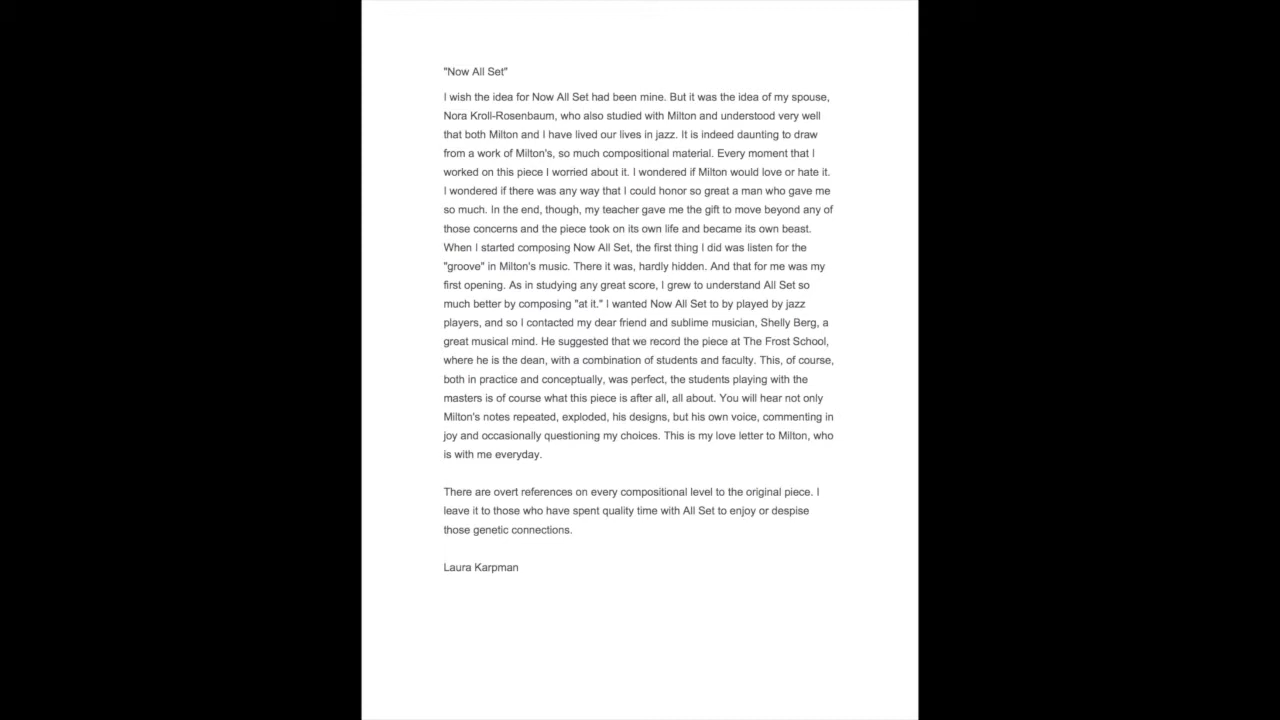 "Now All Set"
I wish the idea for Now All Set had been mine. But it was the idea of my spouse,
Nora Kroll-Rosenbaum, who also studied with Milton and understood very well
that both Milton and I have lived our lives in jazz. It is indeed daunting to draw
from a work of Milton's, so much compositional material. Every moment that I
worked on this piece I worried about it. I wondered if Milton would love or hate it.
I wondered if there was any way that I could honor so great a man who gave me
so much. In the end, though, my teacher gave me the gift to move beyond any of
those concerns and the piece took on its own life and became its own beast.
When I started composing Now All Set, the first thing I did was listen for the
"groove" in Milton's music. There it was, hardly hidden. And that for me was my
first opening. As in studying any great score, I grew to understand All Set so
much better by composing "at it." I wanted Now All Set to by played by jazz
players, and so I contacted my dear friend and sublime musician, Shelly Berg, a
great musical mind. He suggested that we record the piece at The Frost School,
where he is the dean, with a combination of students and faculty. This, of course,
both in practice and conceptually, was perfect, the students playing with the
masters is of course what this piece is after all, all about. You will hear not only
Milton's notes repeated, exploded, his designs, but his own voice, commenting in
joy and occasionally questioning my choices. This is my love letter to Milton, who
is with me everyday.
There are overt references on every compositional level to the original piece. I
leave it to those who have spent quality time with All Set to enjoy or despise
those genetic connections.
Laura Karpman